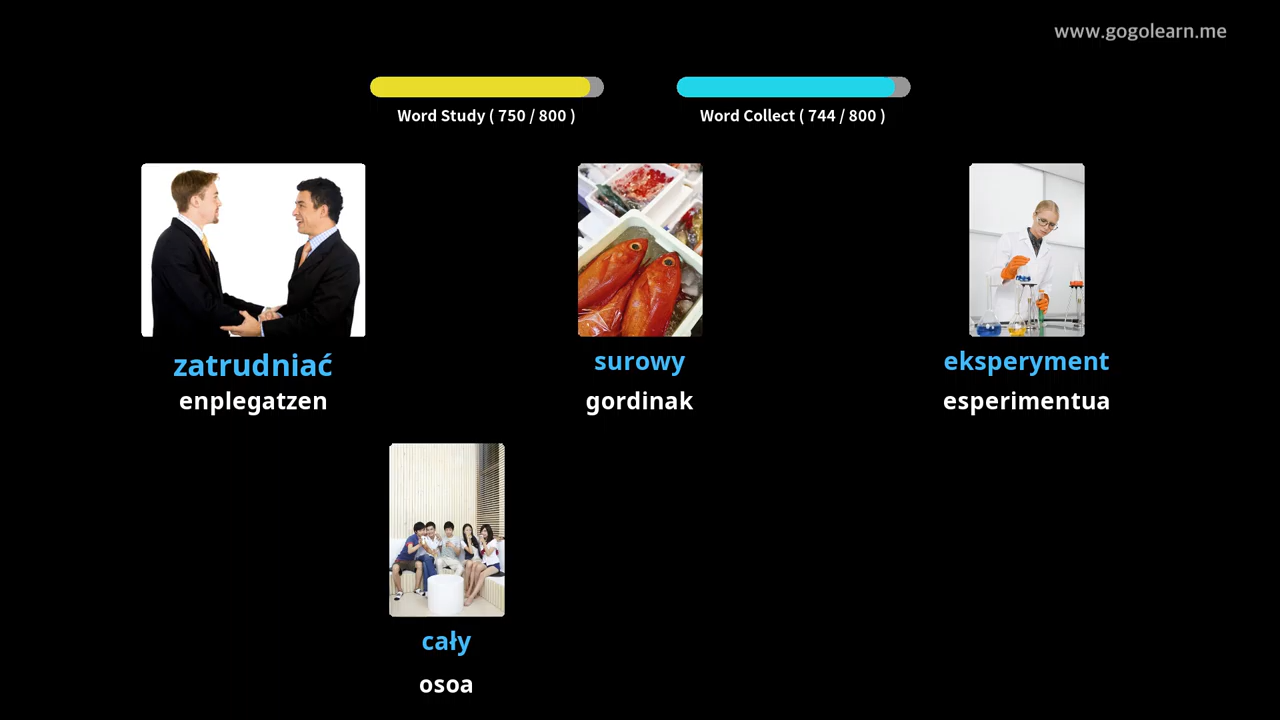 www.gogolearn.me
Word Study ( 750 / 800 )
Word Collect ( 744 / 800 )
zatrudniać
enplegatzen
surowy
gordinak
eksperyment
esperimentua
cały
osoa